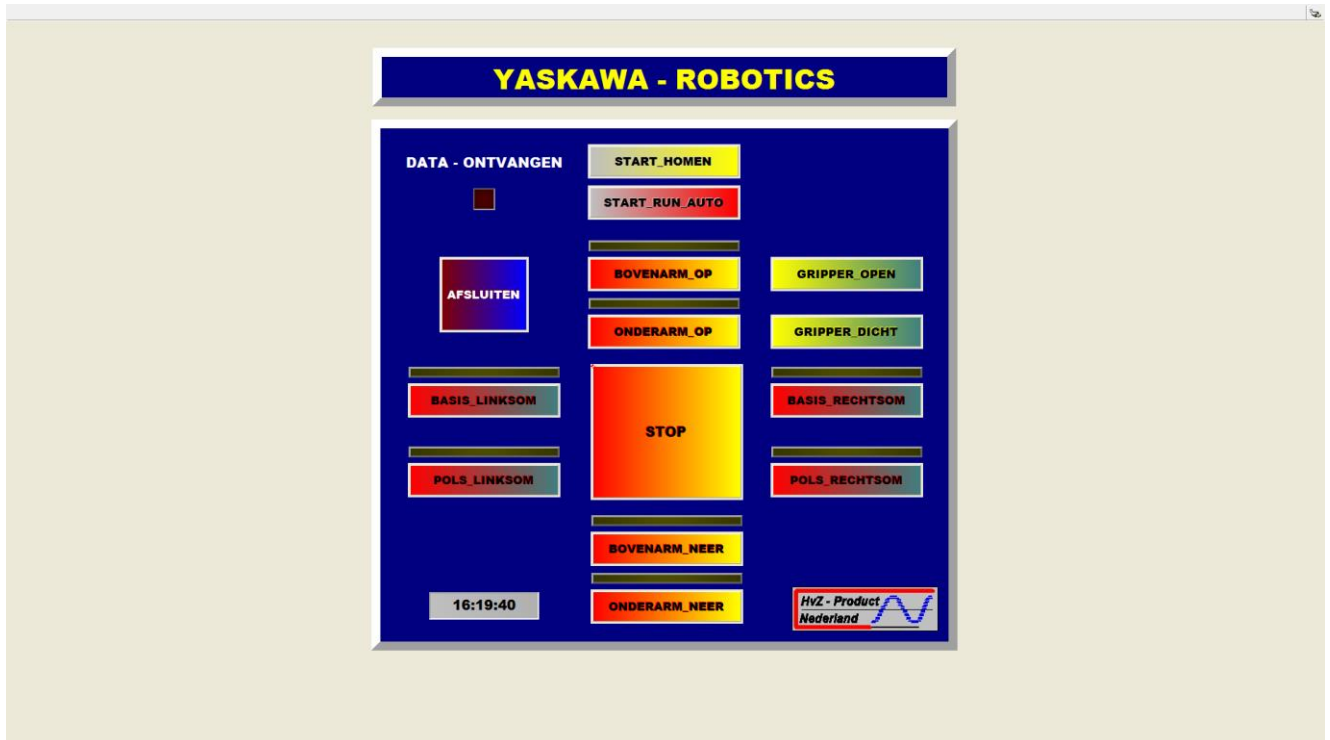 YASKAWA - ROBOTICS
DATA - ONTVANGEN
START_HOMEN
START_RUN_AUTO
BOVENARM_OP
GRIPPER_OPEN
AFSLUITEN
ONDERARM_OP
GRIPPER_DICHT
BASIS_LINKSOM
STOP
BASIS_RECHTSOM
POLS_LINKSOM
POLS_RECHTSOM
BOVENARM_NEER
16:19:40
ONDERARM_NEER
HvZ - Product
Nederland